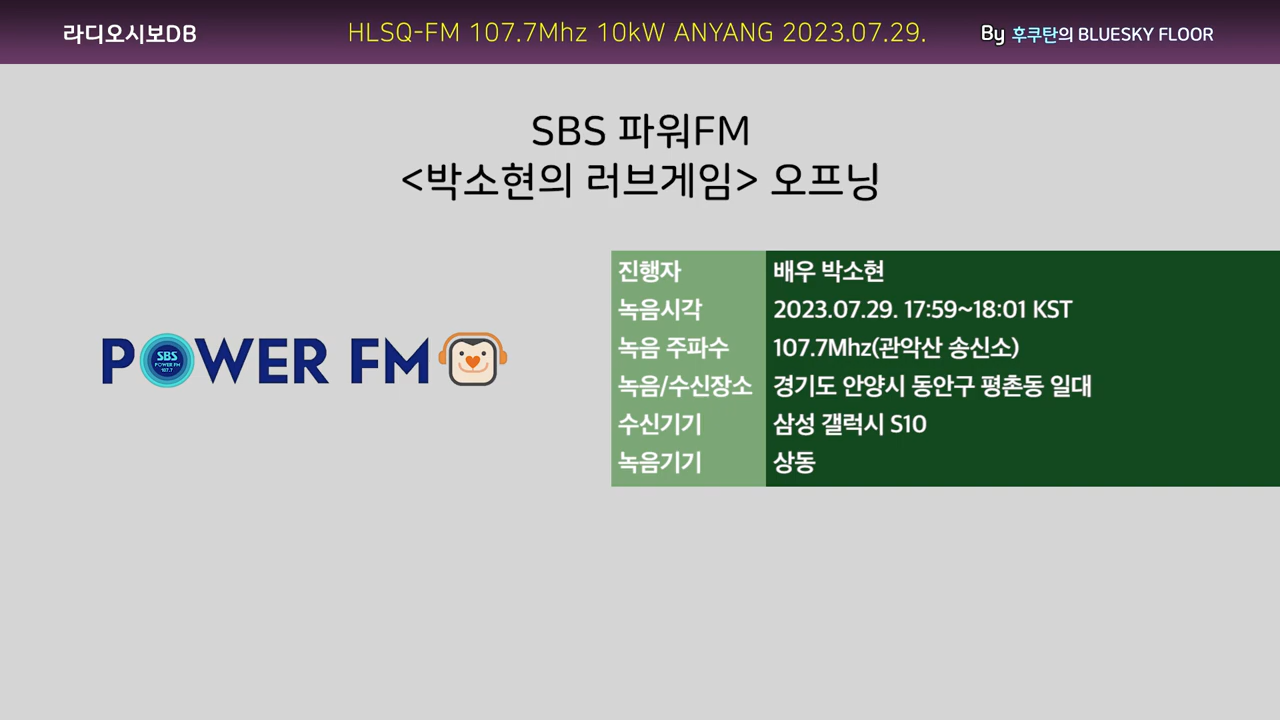 라디오시보DB
HLSQ-FM 107.7Mhz 10kW ANYANG 2023.07.29.
By 후쿠탄의 BLUESKY FLOOR
SBS 파워FM
<박소현의 러브게임> 오프닝
POWER FM
SBS
POWER FM
107.7
진행자 배우 박소현
녹음시각 2023.07.29. 17:59~18:01 KST
녹음 주파수 107.7Mhz(관악산 송신소)
녹음/수신장소 경기도 안양시 동안구 평촌동 일대
수신기기 삼성 갤럭시 S10
녹음기기 상동